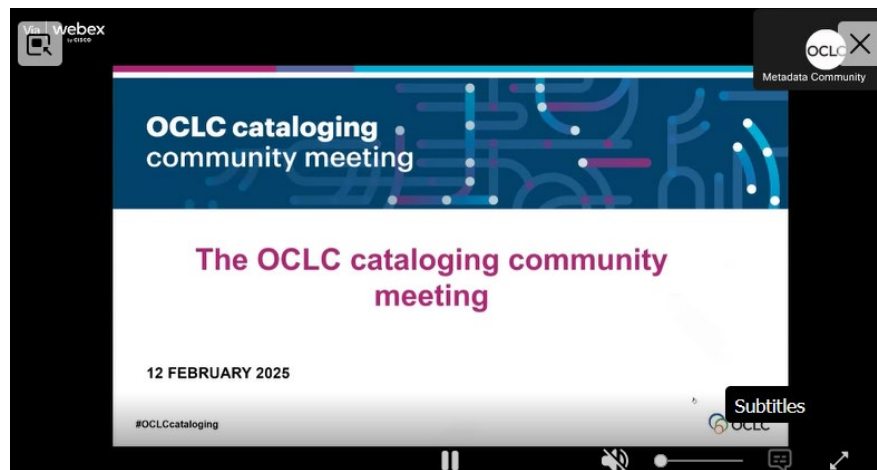 Via webex
by CISCO
OCLC
Metadata Community
OCLC cataloging
community meeting
The OCLC cataloging community
meeting
12 FEBRUARY 2025
Subtitles
#OCLCcataloging
OCLC